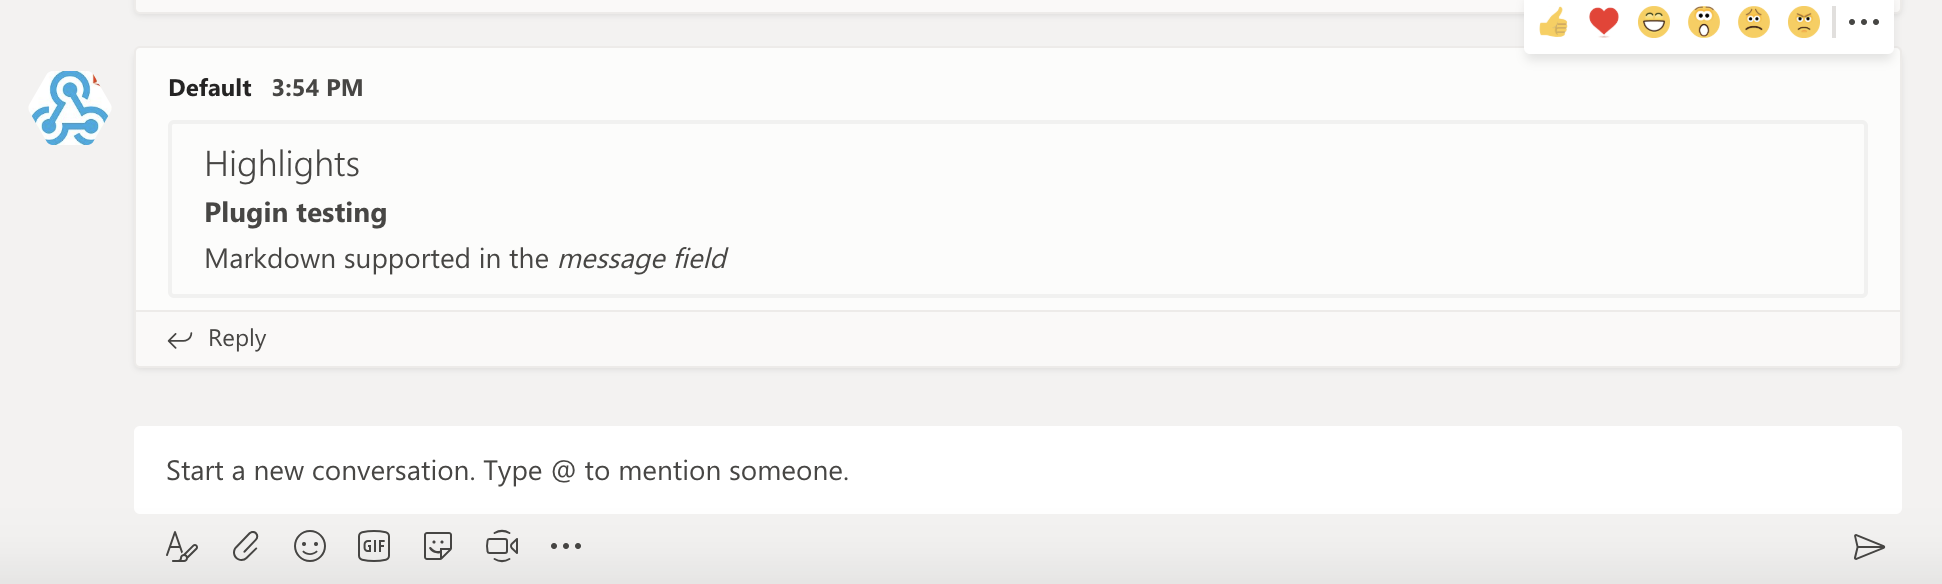 Default 3:54 PM
Highlights
Plugin testing
Markdown supported in the message field
Reply
Start a new conversation. Type @ to mention someone.
GIF